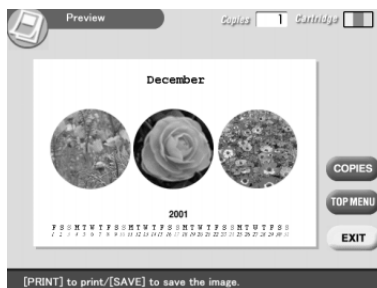 Preview
Copies 1 Cartridge
December
2001
F S S M T W T F S S M T W T F S S M T W T F S S M T W T F S S
COPIES
TOP MENU
EXIT
[PRINT] to print/[SAVE] to save the image.